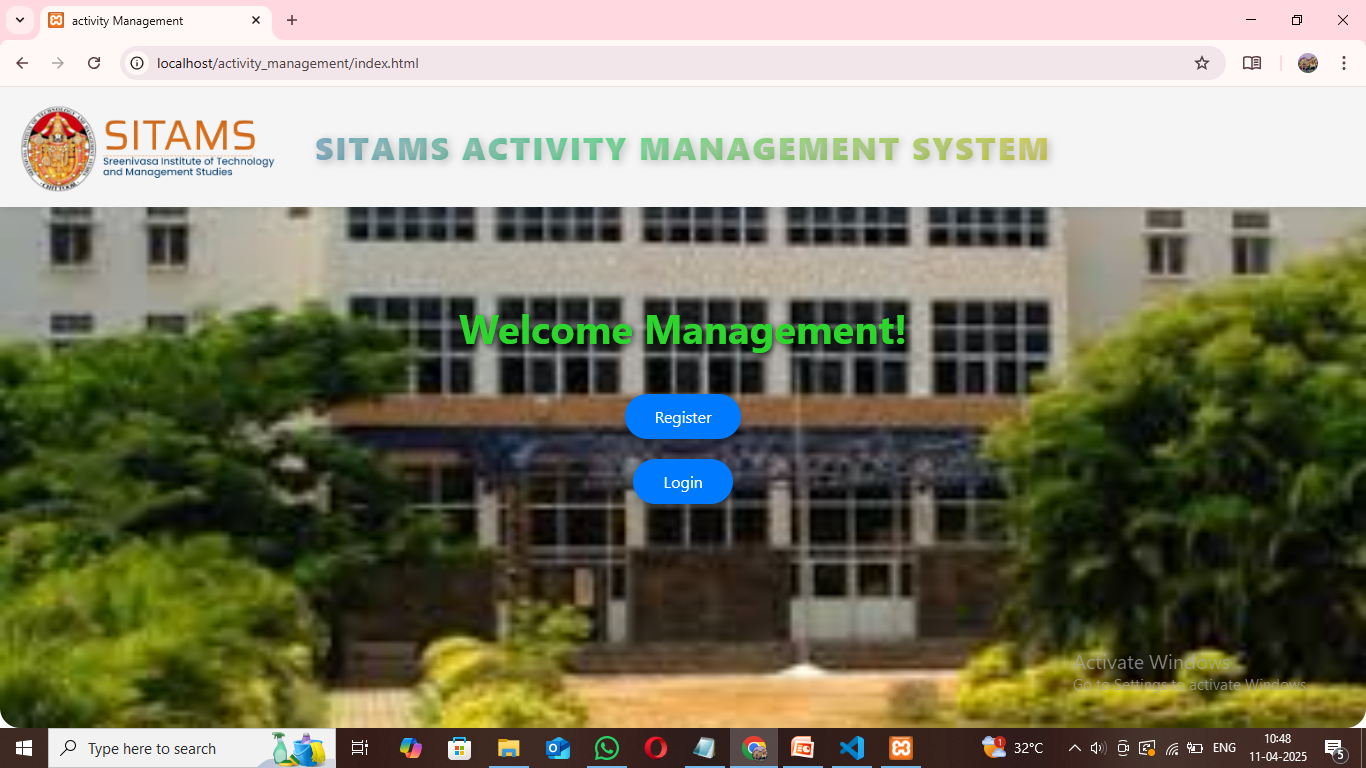 activity Management
localhost/activity_management/index.html
SITAMS
Sreenivasa Institute of Technology
and Management Studies
SITAMS ACTIVITY MANAGEMENT SYSTEM
Welcome Management!
Register
Login
Activate Windows
Go to Settings to activate Windows.
Type here to search
1
32°C
ENG
10:48
11-04-2025
5